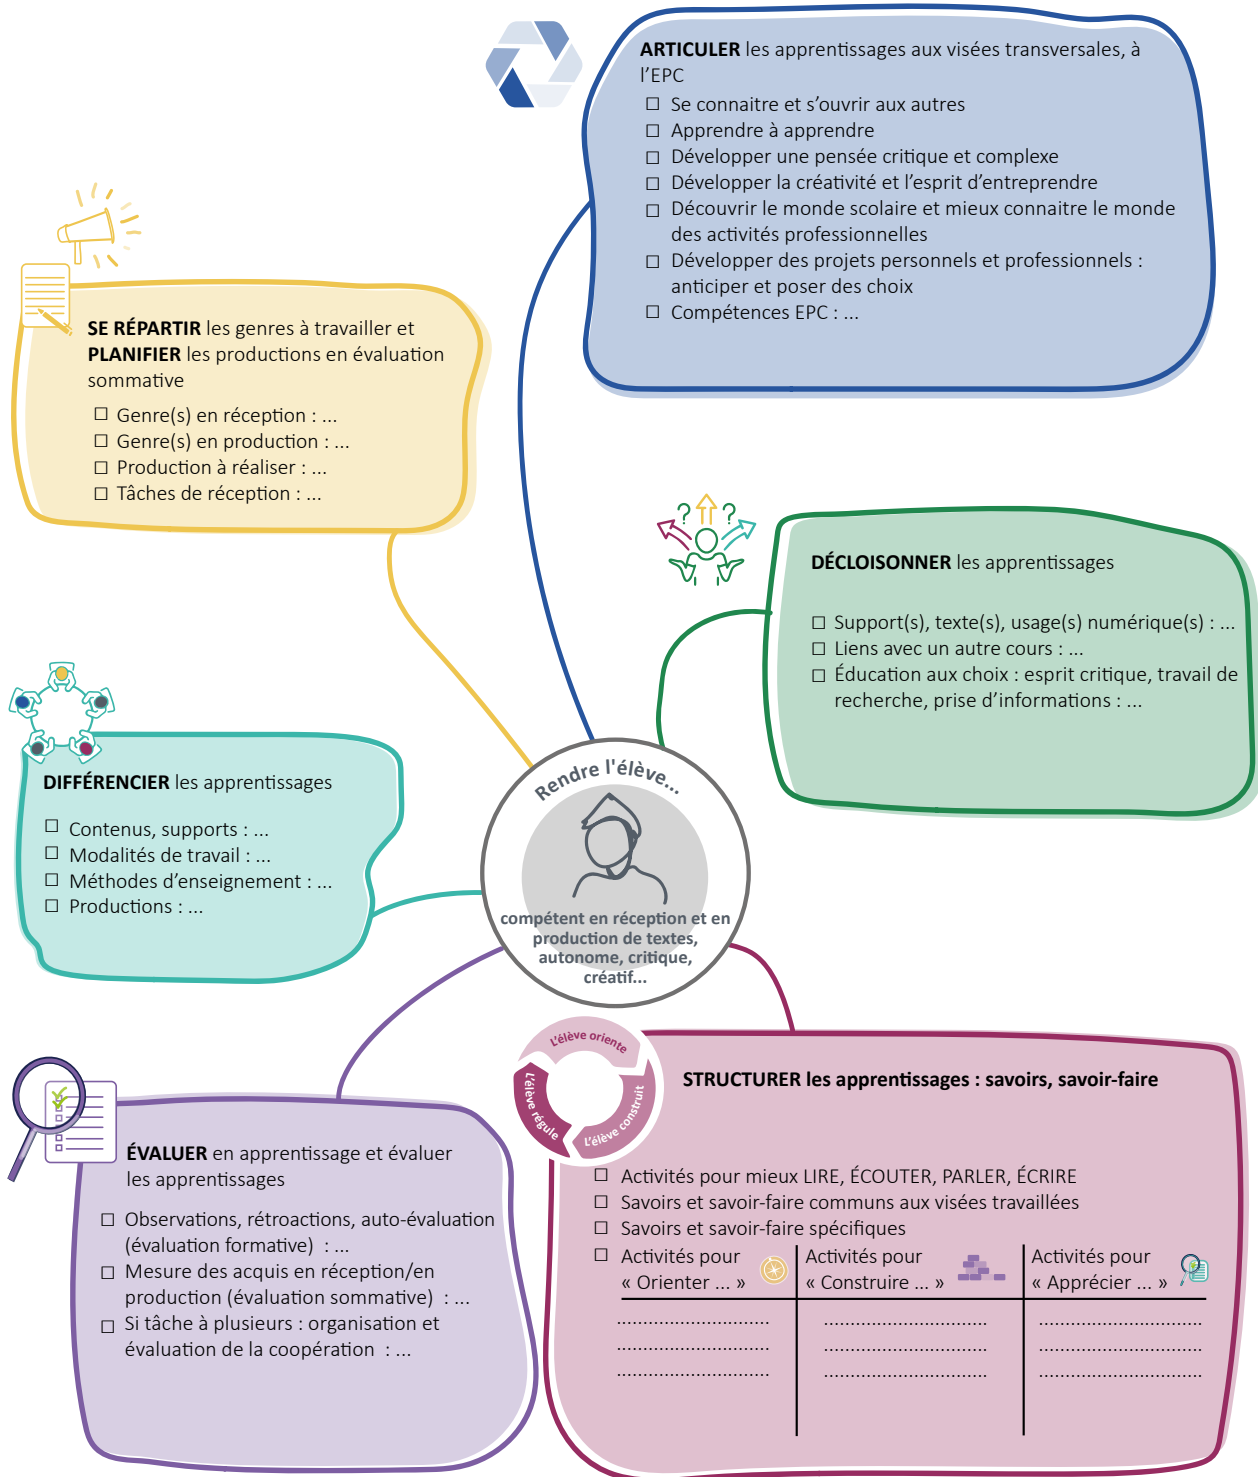 ARTICULER les apprentissages aux visées transversales, à
l'EPC
☐ Se connaitre et s'ouvrir aux autres
☐ Apprendre à apprendre
☐ Développer une pensée critique et complexe
☐ Développer la créativité et l'esprit d'entreprendre
☐ Découvrir le monde scolaire et mieux connaitre le monde
des activités professionnelles
☐ Développer des projets personnels et professionnels :
anticiper et poser des choix
☐ Compétences EPC : ...
SE RÉPARTIR les genres à travailler et
PLANIFIER les productions en évaluation
sommative
☐ Genre(s) en réception : ...
☐ Genre(s) en production : ...
☐ Production à réaliser : ...
☐ Tâches de réception : ...
? ?
DÉCLOISONNER les apprentissages
☐ Support(s), texte(s), usage(s) numérique(s) : ...
☐ Liens avec un autre cours : ...
☐ Éducation aux choix : esprit critique, travail de
recherche, prise d'informations : ...
DIFFÉRENCIER les apprentissages
☐ Contenus, supports : ...
☐ Modalités de travail : ...
☐ Méthodes d'enseignement : ...
☐ Productions : ...
Rendre l'élève...
compétent en réception et en
production de textes,
autonome, critique,
créatif...
ÉVALUER en apprentissage et évaluer
les apprentissages
☐ Observations, rétroactions, auto-évaluation
(évaluation formative) : ...
☐ Mesure des acquis en réception/en
production (évaluation sommative) : ...
☐ Si tâche à plusieurs : organisation et
évaluation de la coopération : ...
L'élève oriente
L'élève construit
L'élève régule
STRUCTURER les apprentissages : savoirs, savoir-faire
☐ Activités pour mieux LIRE, ÉCOUTER, PARLER, ÉCRIRE
☐ Savoirs et savoir-faire communs aux visées travaillées
☐ Savoirs et savoir-faire spécifiques
☐ Activités pour
« Orienter ... »
Activités pour
« Construire ... »
Activités pour
« Apprécier ... »
............................ .............................. ..............................
............................ .............................. ..............................
............................ .............................. ..............................